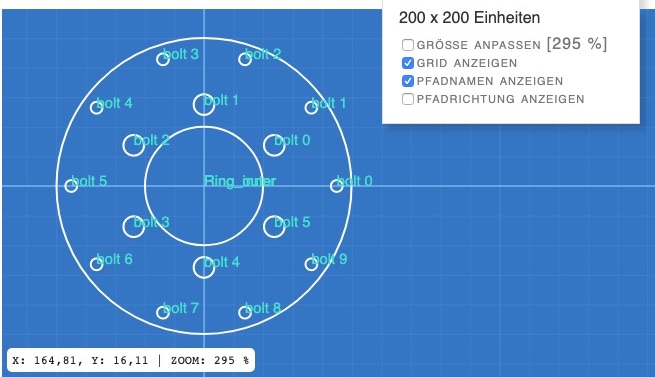 200 x 200 Einheiten
GRÖSSE ANPASSEN [295 %]
GRID ANZEIGEN
PFADNAMEN ANZEIGEN
PFADRICHTUNG ANZEIGEN
bolt 3
bolt 2
bolt 4
bolt 1
bolt 1
bolt 2
bolt 0
bolt 5
Ring_inner
bolt 0
bolt 3
bolt 5
bolt 6
bolt 4
bolt 9
bolt 7
bolt 8
X: 164,81, Y: 16,11 | ZOOM: 295 %